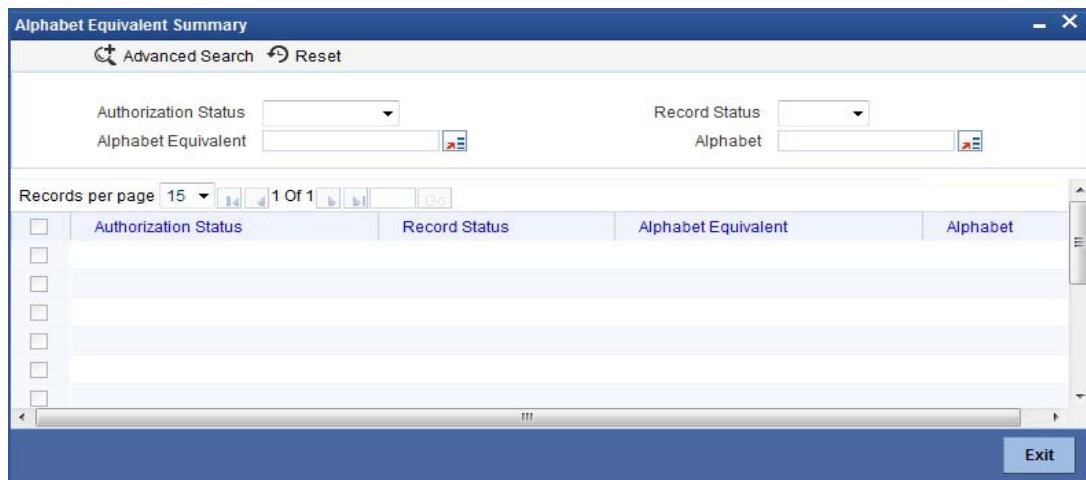 Alphabet Equivalent Summary
Advanced Search Reset
Authorization Status Record Status
Alphabet Equivalent Alphabet
Records per page 15 1 Of 1 Go
Authorization Status Record Status Alphabet Equivalent Alphabet
Exit